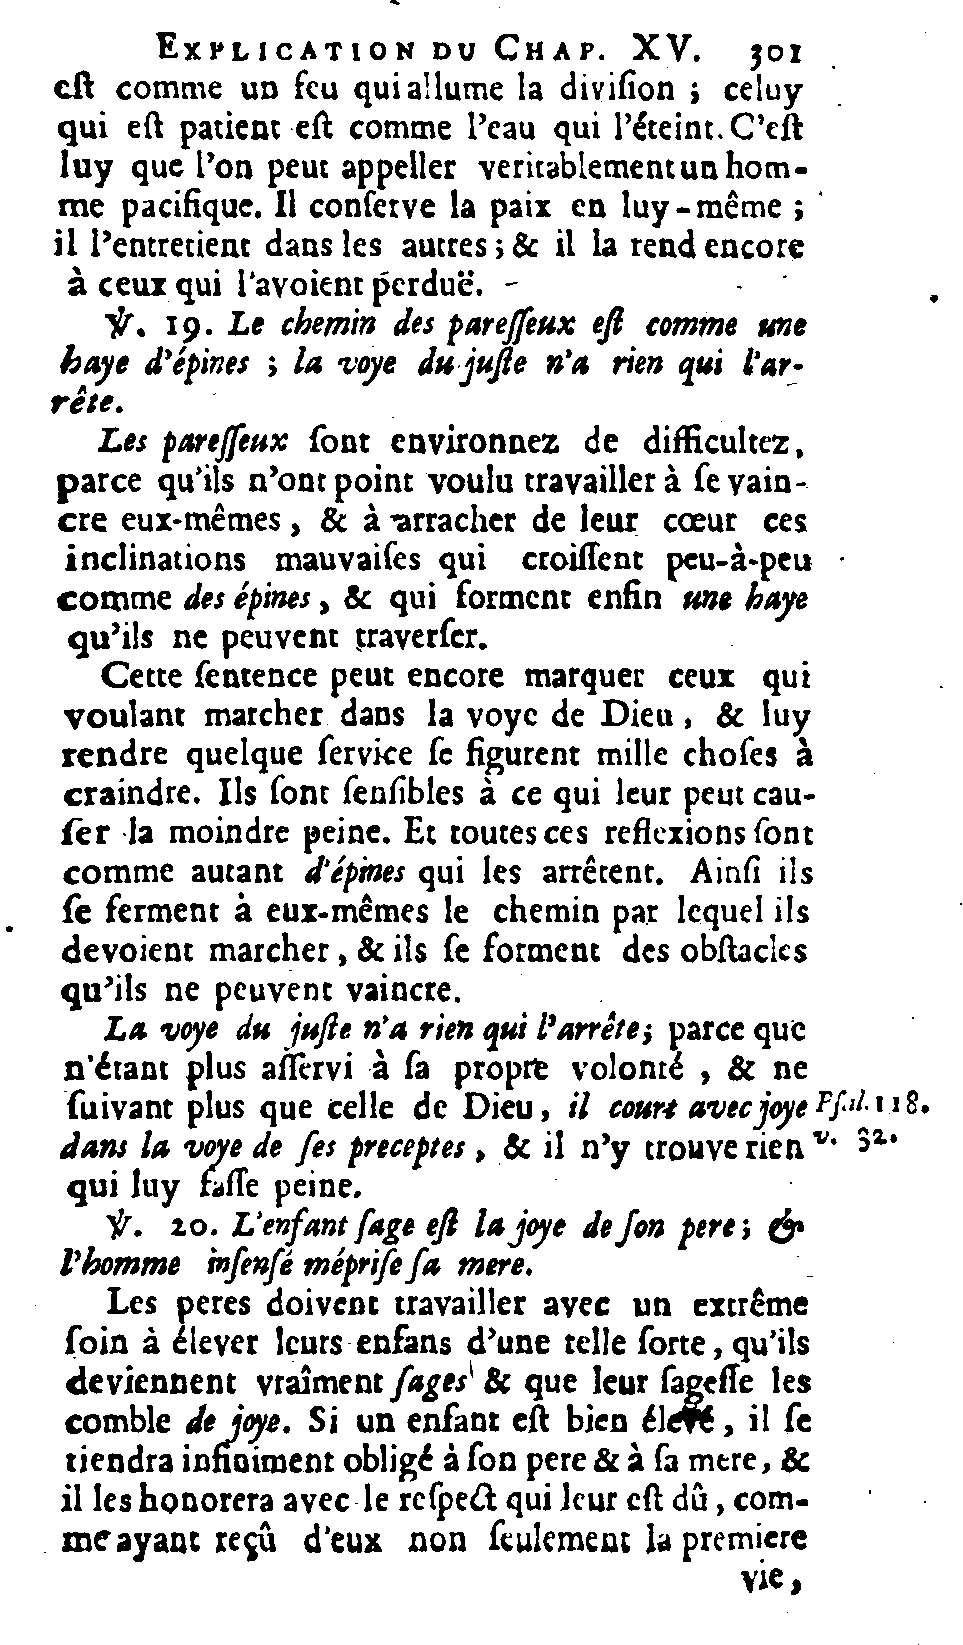 EXPLICATION DU CHAP. XV. 301
eſt comme un feu qui allume la diviſion ; celuy
qui eſt patient eſt comme l'eau qui l'éteint. C'eſt
luy que l'on peut appeller veritablement un hom-
me pacifique. Il conſerve la paix en luy-même ;
il l'entretient dans les autres ; & il la rend encore
à ceux qui l'avoient perduë.
℣. 19. Le chemin des pareſſeux eſt comme une
haye d'épines ; la voye du juſte n'a rien qui l'ar-
rête.
Les pareſſeux ſont environnez de difficultez,
parce qu'ils n'ont point voulu travailler à ſe vain-
cre eux-mêmes, & à arracher de leur cœur ces
inclinations mauvaiſes qui croiſſent peu-à-peu
comme des épines, & qui forment enfin une haye
qu'ils ne peuvent traverſer.
Cette ſentence peut encore marquer ceux qui
voulant marcher dans la voye de Dieu, & luy
rendre quelque ſervice ſe figurent mille choſes à
craindre. Ils ſont ſenſibles à ce qui leur peut cau-
ſer la moindre peine. Et toutes ces reflexions ſont
comme autant d'épines qui les arrêtent. Ainſi ils
ſe ferment à eux-mêmes le chemin par lequel ils
devoient marcher, & ils ſe forment des obſtacles
qu'ils ne peuvent vaincre.
La voye du juſte n'a rien qui l'arrête; parce que
n'étant plus aſſervi à ſa propre volonté, & ne
ſuivant plus que celle de Dieu, il court avec joye Pſal. 118.
dans la voye de ſes preceptes, & il n'y trouve rien v. 32.
qui luy faſſe peine.
℣. 20. L'enfant ſage eſt la joye de ſon pere ; &
l'homme inſenſé mépriſe ſa mere.
Les peres doivent travailler avec un extrême
ſoin à élever leurs enfans d'une telle ſorte, qu'ils
deviennent vraîment ſages & que leur ſageſſe les
comble de joye. Si un enfant eſt bien élevé, il ſe
tiendra infiniment obligé à ſon pere & à ſa mere, &
il les honorera avec le reſpect qui leur eſt dû, com-
me ayant reçû d'eux non ſeulement la premiere
vie,